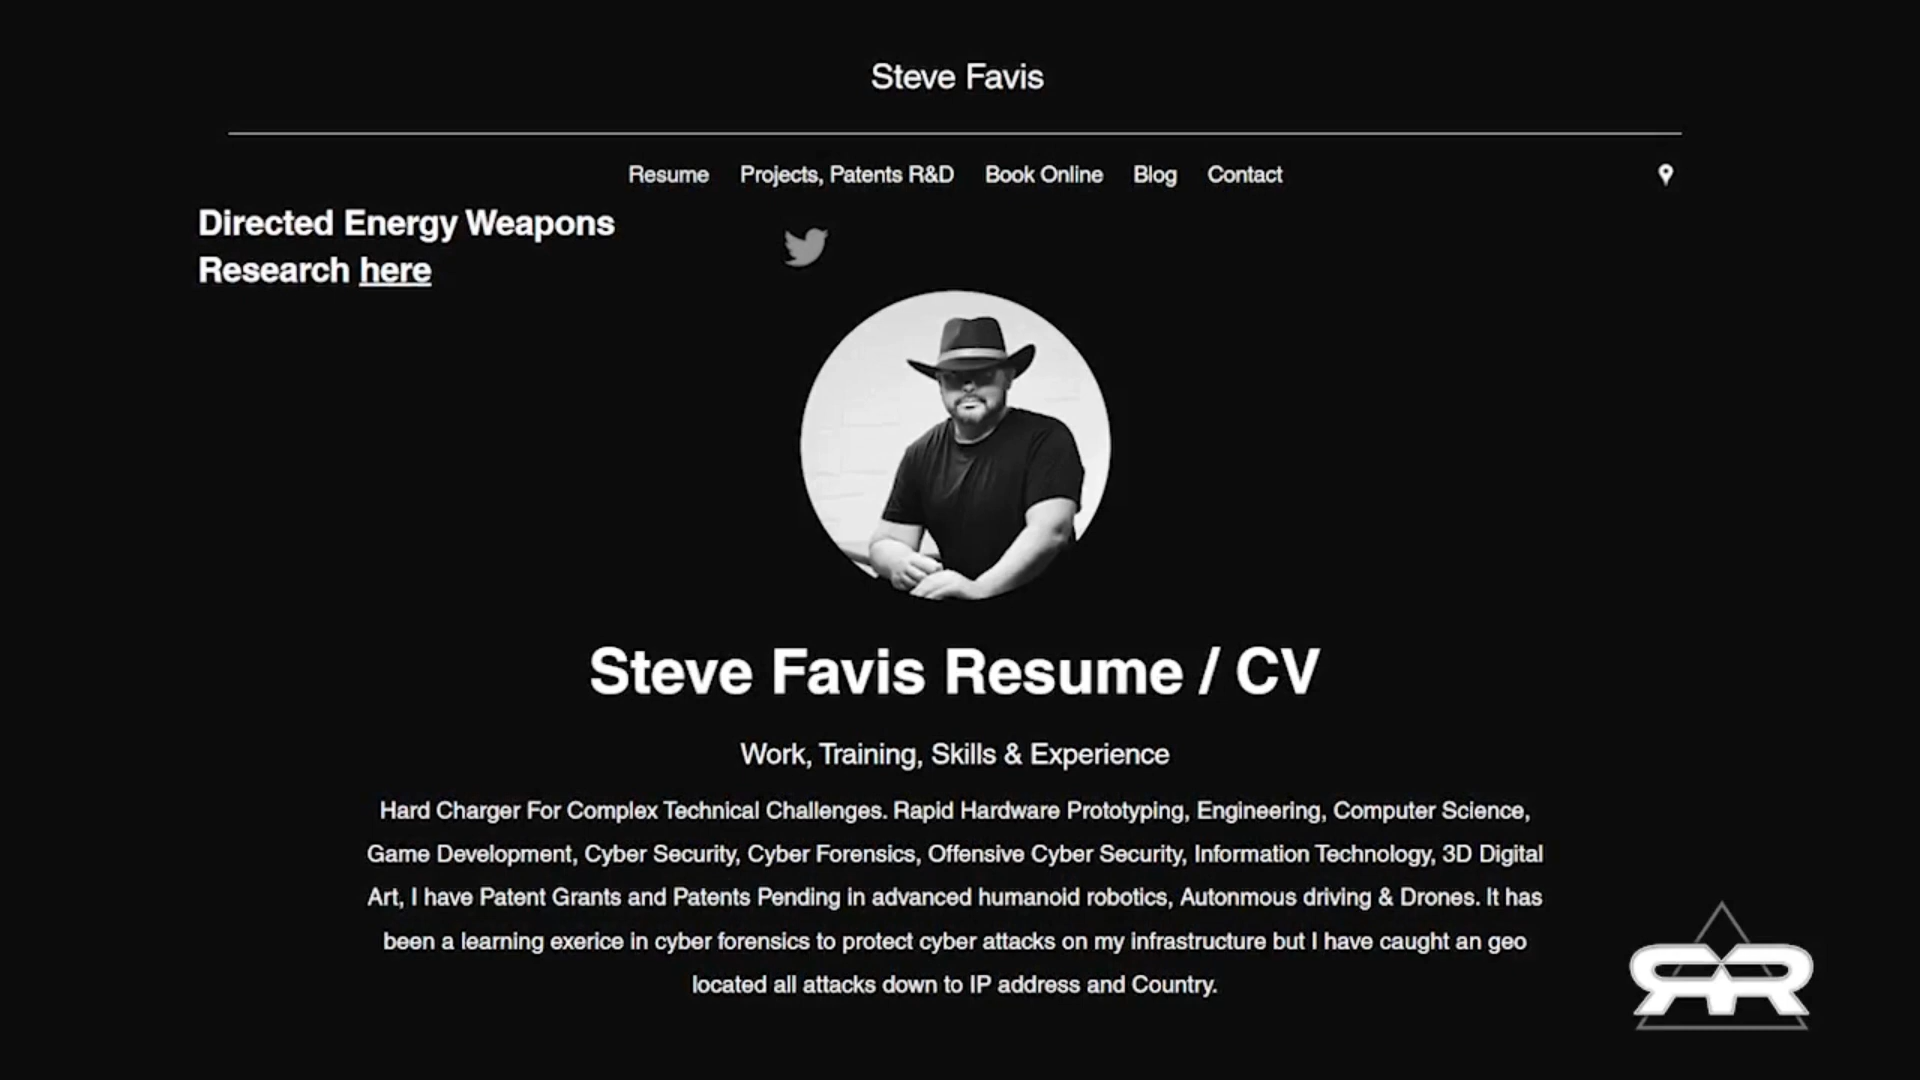 Steve Favis
Resume Projects, Patents R&D Book Online Blog Contact
Directed Energy Weapons
Research here
Steve Favis Resume / CV
Work, Training, Skills & Experience
Hard Charger For Complex Technical Challenges. Rapid Hardware Prototyping, Engineering, Computer Science,
Game Development, Cyber Security, Cyber Forensics, Offensive Cyber Security, Information Technology, 3D Digital
Art, I have Patent Grants and Patents Pending in advanced humanoid robotics, Autonmous driving & Drones. It has
been a learning exerice in cyber forensics to protect cyber attacks on my infrastructure but I have caught an geo
located all attacks down to IP address and Country.
RR